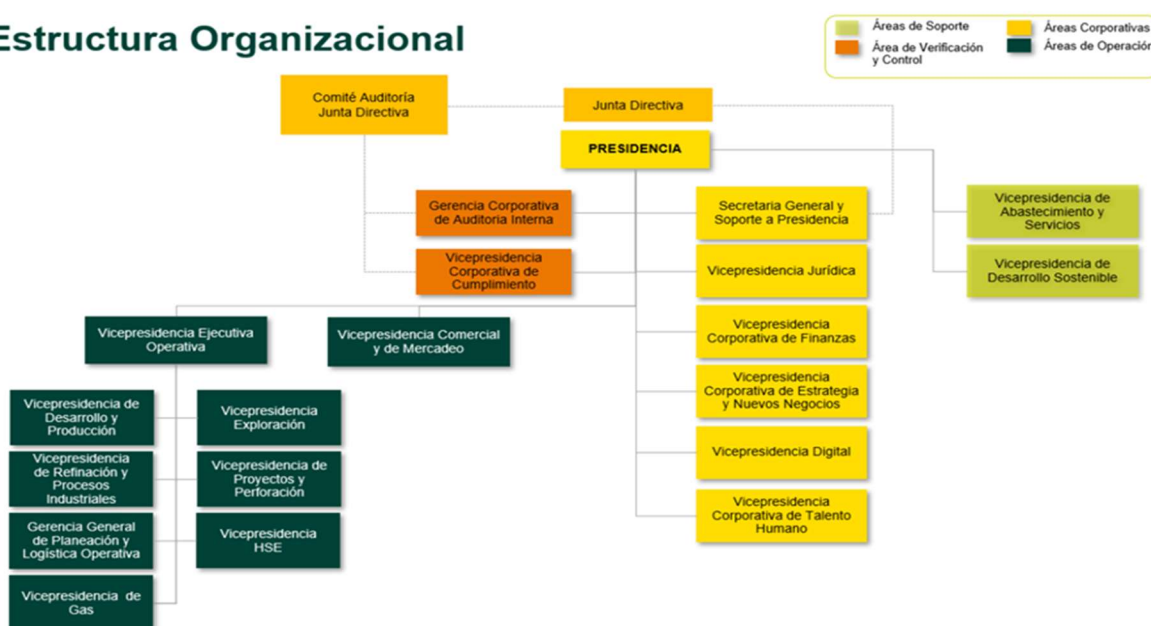 Estructura Organizacional
Áreas de Soporte
Áreas Corporativas
Área de Verificación
y Control
Áreas de Operación
Comité Auditoría
Junta Directiva
Junta Directiva
PRESIDENCIA
Gerencia Corporativa
de Auditoria Interna
Secretaria General y
Soporte a Presidencia
Vicepresidencia de
Abastecimiento y
Servicios
Vicepresidencia
Corporativa de
Cumplimiento
Vicepresidencia Jurídica
Vicepresidencia de
Desarrollo Sostenible
Vicepresidencia Ejecutiva
Operativa
Vicepresidencia Comercial
y de Mercadeo
Vicepresidencia
Corporativa de Finanzas
Vicepresidencia
Corporativa de Estrategia
y Nuevos Negocios
Vicepresidencia de
Desarrollo y
Producción
Vicepresidencia
Exploración
Vicepresidencia Digital
Vicepresidencia
de Refinación y
Procesos
Industriales
Vicepresidencia de
Proyectos y
Perforación
Vicepresidencia
Corporativa de Talento
Humano
Gerencia General
de Planeación y
Logística Operativa
Vicepresidencia
HSE
Vicepresidencia de
Gas